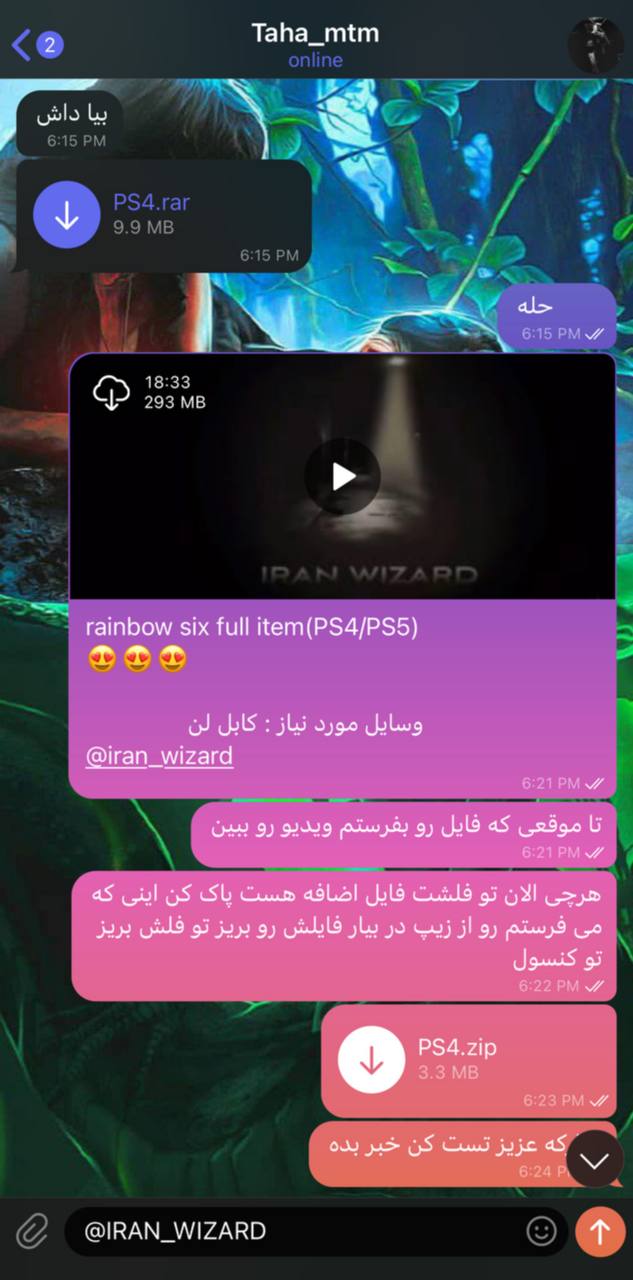 2
Taha_mtm
online
بیا داش
6:15 PM
PS4.rar
9.9 MB
6:15 PM
حله
6:15 PM
18:33
293 MB
IRAN WIZARD
rainbow six full item(PS4/PS5)
😍 😍 😍
وسایل مورد نیاز : کابل لن
@iran_wizard
6:21 PM
تا موقعی که فایل رو بفرستم ویدیو رو ببین
6:21 PM
هرچی الان تو فلشت فایل اضافه هست پاک کن اینی که
می فرستم رو از زیپ در بیار فایلش رو بریز تو فلش بریز
تو کنسول
6:22 PM
PS4.zip
3.3 MB
6:23 PM
عزیز تست کن خبر بده
6:24
@IRAN_WIZARD